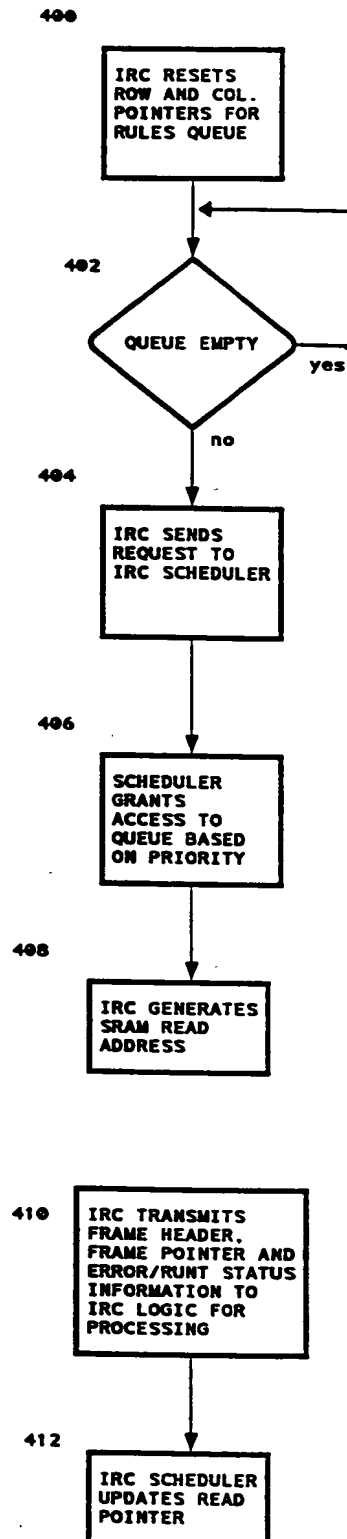 400
IRC RESETS
ROW AND COL.
POINTERS FOR
RULES QUEUE
402
QUEUE EMPTY
yes
no
404
IRC SENDS
REQUEST TO
IRC SCHEDULER
406
SCHEDULER
GRANTS
ACCESS TO
QUEUE BASED
ON PRIORITY
408
IRC GENERATES
SRAM READ
ADDRESS
410
IRC TRANSMITS
FRAME HEADER,
FRAME POINTER AND
ERROR/RUNT STATUS
INFORMATION TO
IRC LOGIC FOR
PROCESSING
412
IRC SCHEDULER
UPDATES READ
POINTER